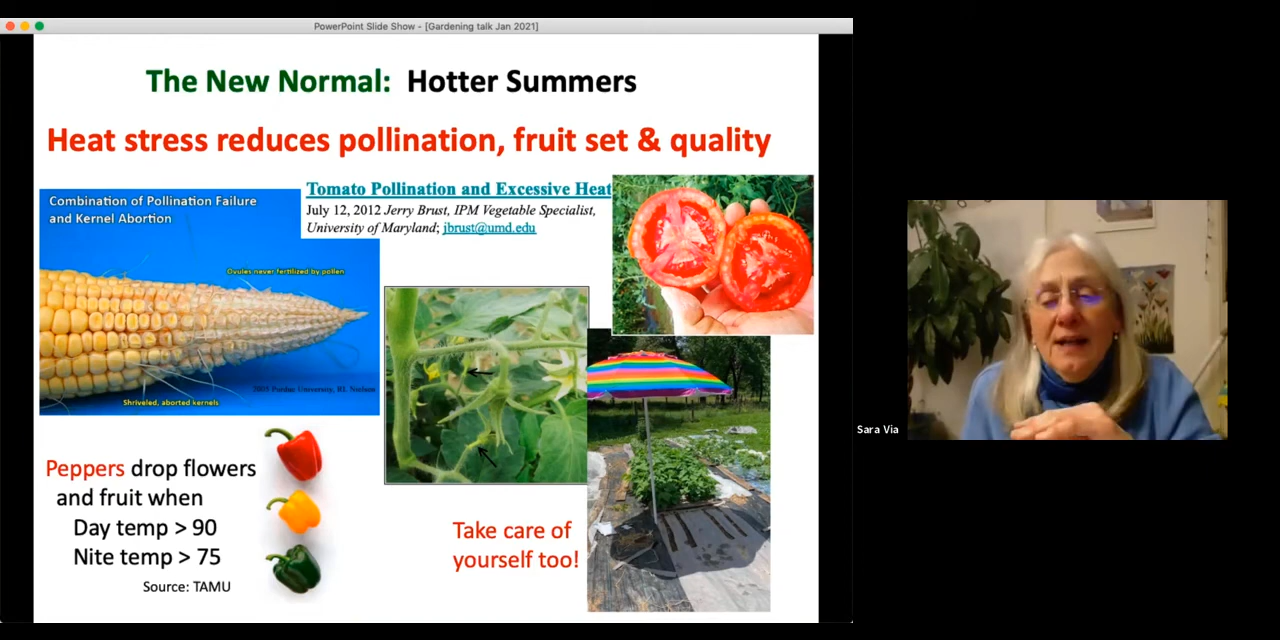 PowerPoint Slide Show - [Gardening talk Jan 2021]
The New Normal: Hotter Summers
Heat stress reduces pollination, fruit set & quality
Combination of Pollination Failure
and Kernel Abortion
Ovules never fertilized by pollen
2005 Purdue University, RL Nielsen
Shriveled, aborted kernels
Tomato Pollination and Excessive Heat
July 12, 2012 Jerry Brust, IPM Vegetable Specialist,
University of Maryland; jbrust@umd.edu
Peppers drop flowers
and fruit when
Day temp > 90
Nite temp > 75
Source: TAMU
Take care of
yourself too!
Sara Via